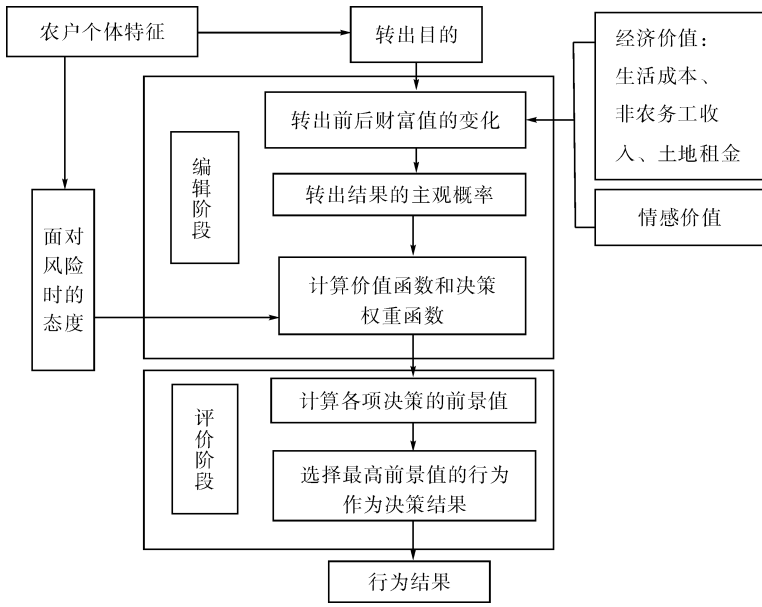 农户个体特征
转出目的
经济价值：
生活成本、
非农务工收
入、土地租金
情感价值
转出前后财富值的变化
编辑阶段
转出结果的主观概率
面对
风险
时的
态度
计算价值函数和决策
权重函数
计算各项决策的前景值
评价阶段
选择最高前景值的行为
作为决策结果
行为结果